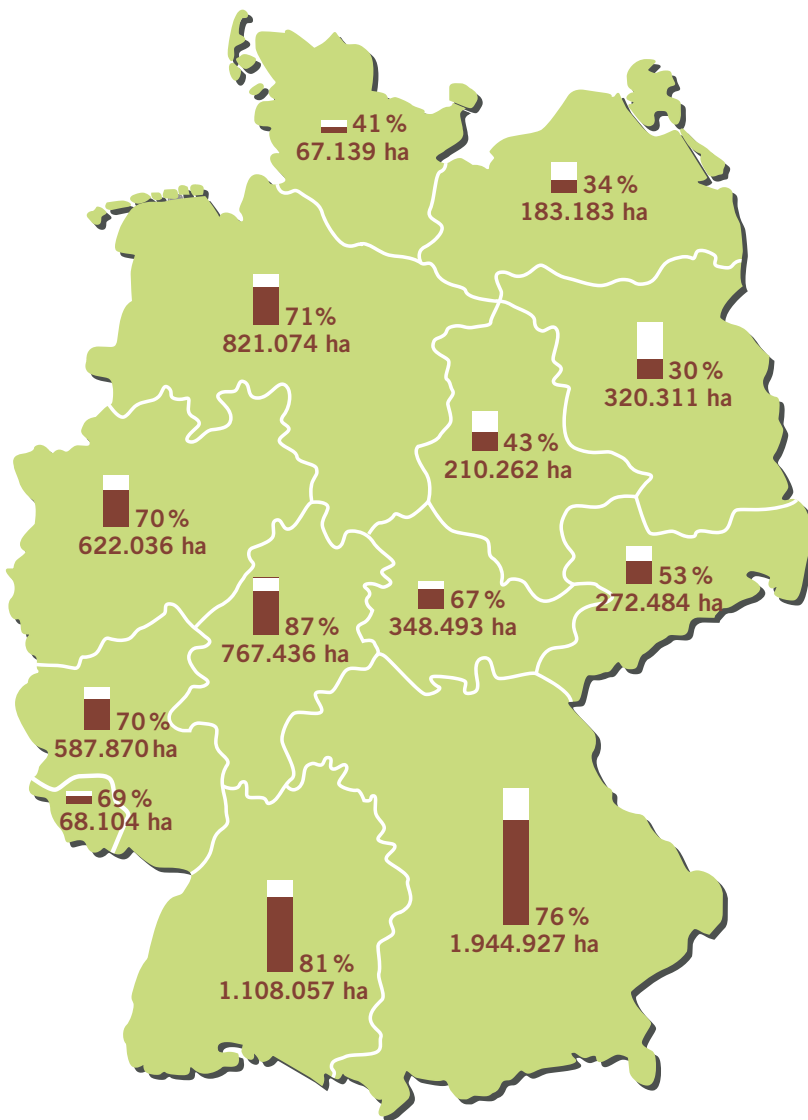 41 %
67.139 ha
34 %
183.183 ha
71%
821.074 ha
30 %
320.311 ha
43 %
210.262 ha
70 %
622.036 ha
53 %
272.484 ha
67 %
348.493 ha
87 %
767.436 ha
70 %
587.870 ha
69 %
68.104 ha
76 %
1.944.927 ha
81 %
1.108.057 ha